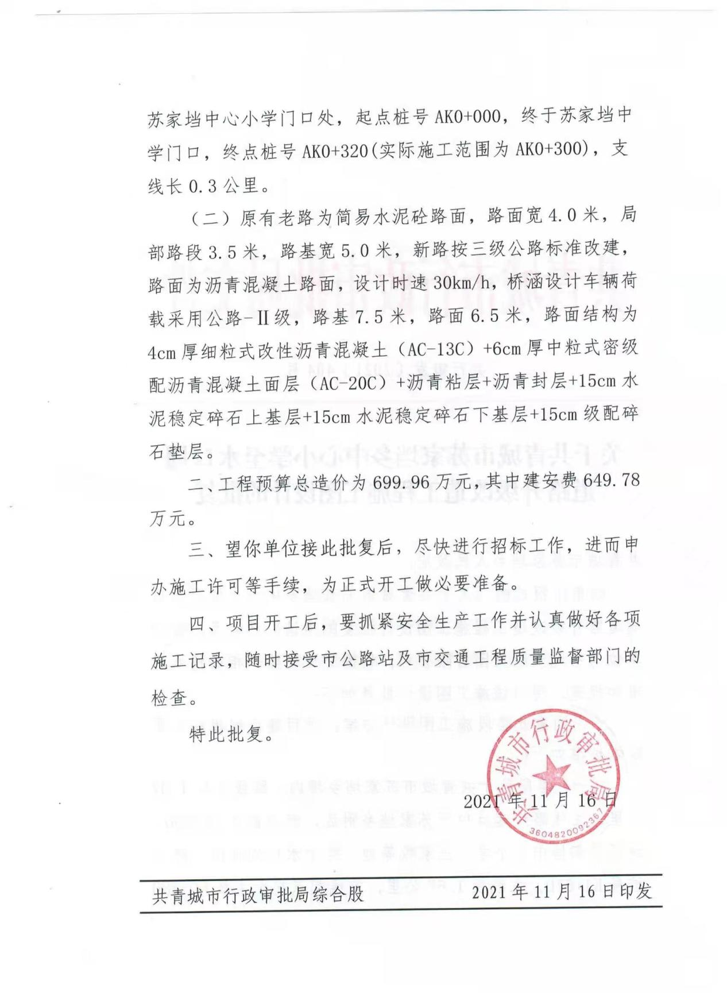 苏家垱中心小学门口处，起点桩号 AK0+000，终于苏家垱中
学门口，终点桩号 AK0+320(实际施工范围为 AK0+300)，支
线长 0.3 公里。
（二）原有老路为简易水泥砼路面，路面宽 4.0 米，局
部路段 3.5 米，路基宽 5.0 米，新路按三级公路标准改建，
路面为沥青混凝土路面，设计时速 30km/h，桥涵设计车辆荷
载采用公路-Ⅱ级，路基 7.5 米，路面 6.5 米，路面结构为
4cm 厚细粒式改性沥青混凝土（AC-13C）+6cm 厚中粒式密级
配沥青混凝土面层（AC-20C）+沥青粘层+沥青封层+15cm 水
泥稳定碎石上基层+15cm 水泥稳定碎石下基层+15cm 级配碎
石垫层。
二、工程预算总造价为 699.96 万元,其中建安费 649.78
万元。
三、望你单位接此批复后，尽快进行招标工作，进而申
办施工许可等手续，为正式开工做必要准备。
四、项目开工后，要抓紧安全生产工作并认真做好各项
施工记录，随时接受市公路站及市交通工程质量监督部门的
检查。
特此批复。
共青城市行政审批局
2021 年 11 月 16 日
3604820092367
共青城市行政审批局综合股 2021 年 11 月 16 日印发